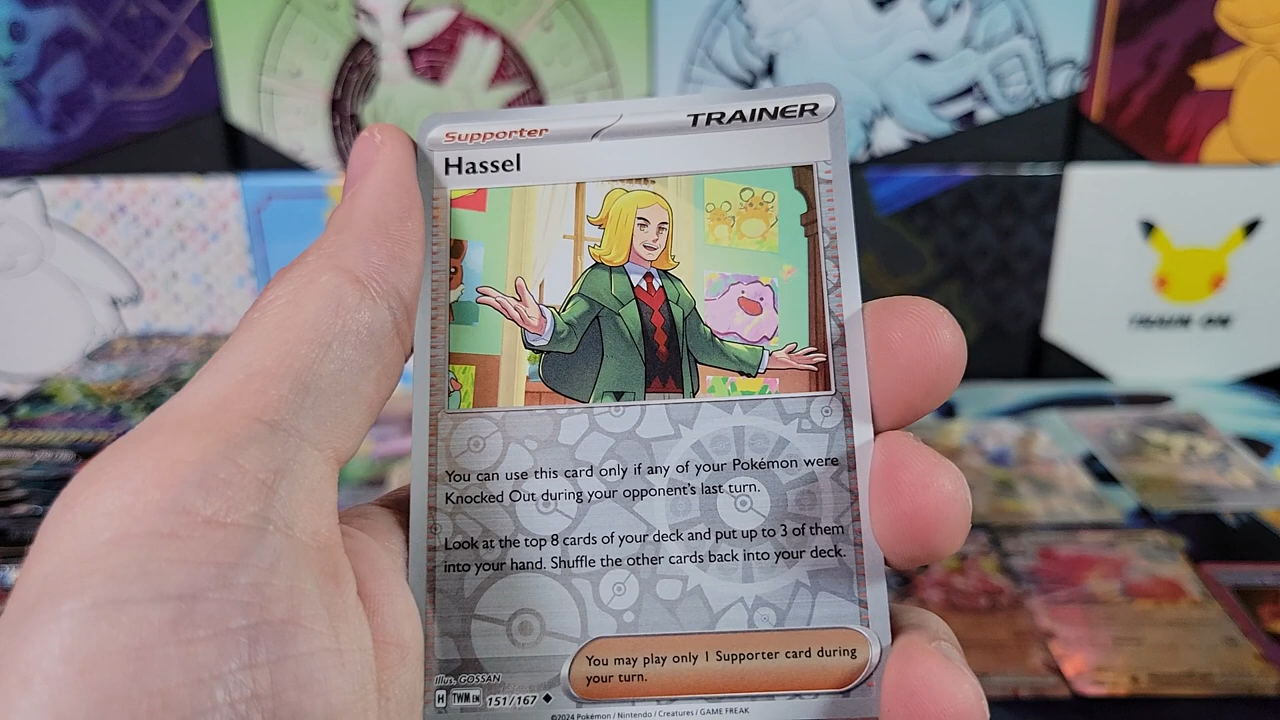 Supporter
TRAINER
Hassel
You can use this card only if any of your Pokémon were
Knocked Out during your opponent's last turn.
Look at the top 8 cards of your deck and put up to 3 of them
into your hand. Shuffle the other cards back into your deck.
You may play only 1 Supporter card during
your turn.
Illus. GOSSAN
H TWM EN 151/167
©2024 Pokémon / Nintendo / Creatures / GAME FREAK